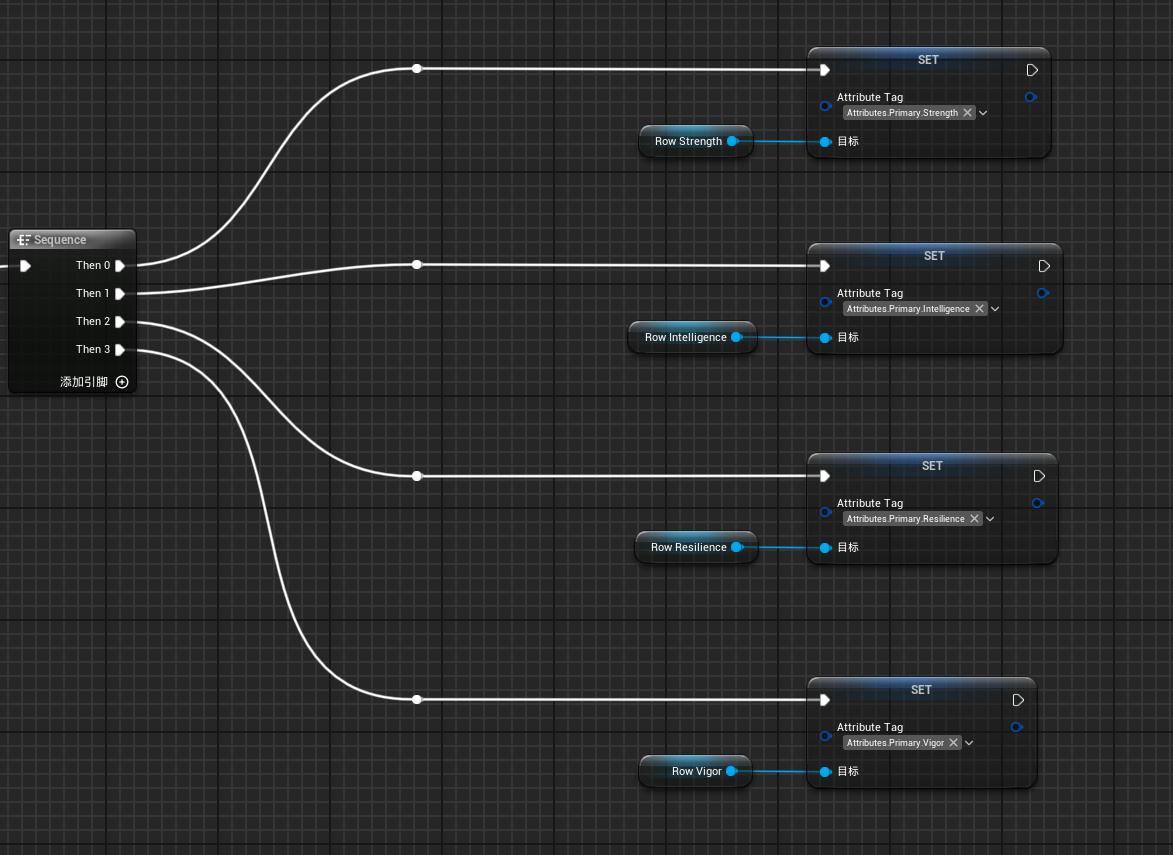 SET
Attribute Tag
Attributes.Primary.Strength
Row Strength
目标
Sequence
Then 0
Then 1
Then 2
Then 3
添加引脚
SET
Attribute Tag
Attributes.Primary.Intelligence
Row Intelligence
目标
SET
Attribute Tag
Attributes.Primary.Resilience
Row Resilience
目标
SET
Attribute Tag
Attributes.Primary.Vigor
Row Vigor
目标